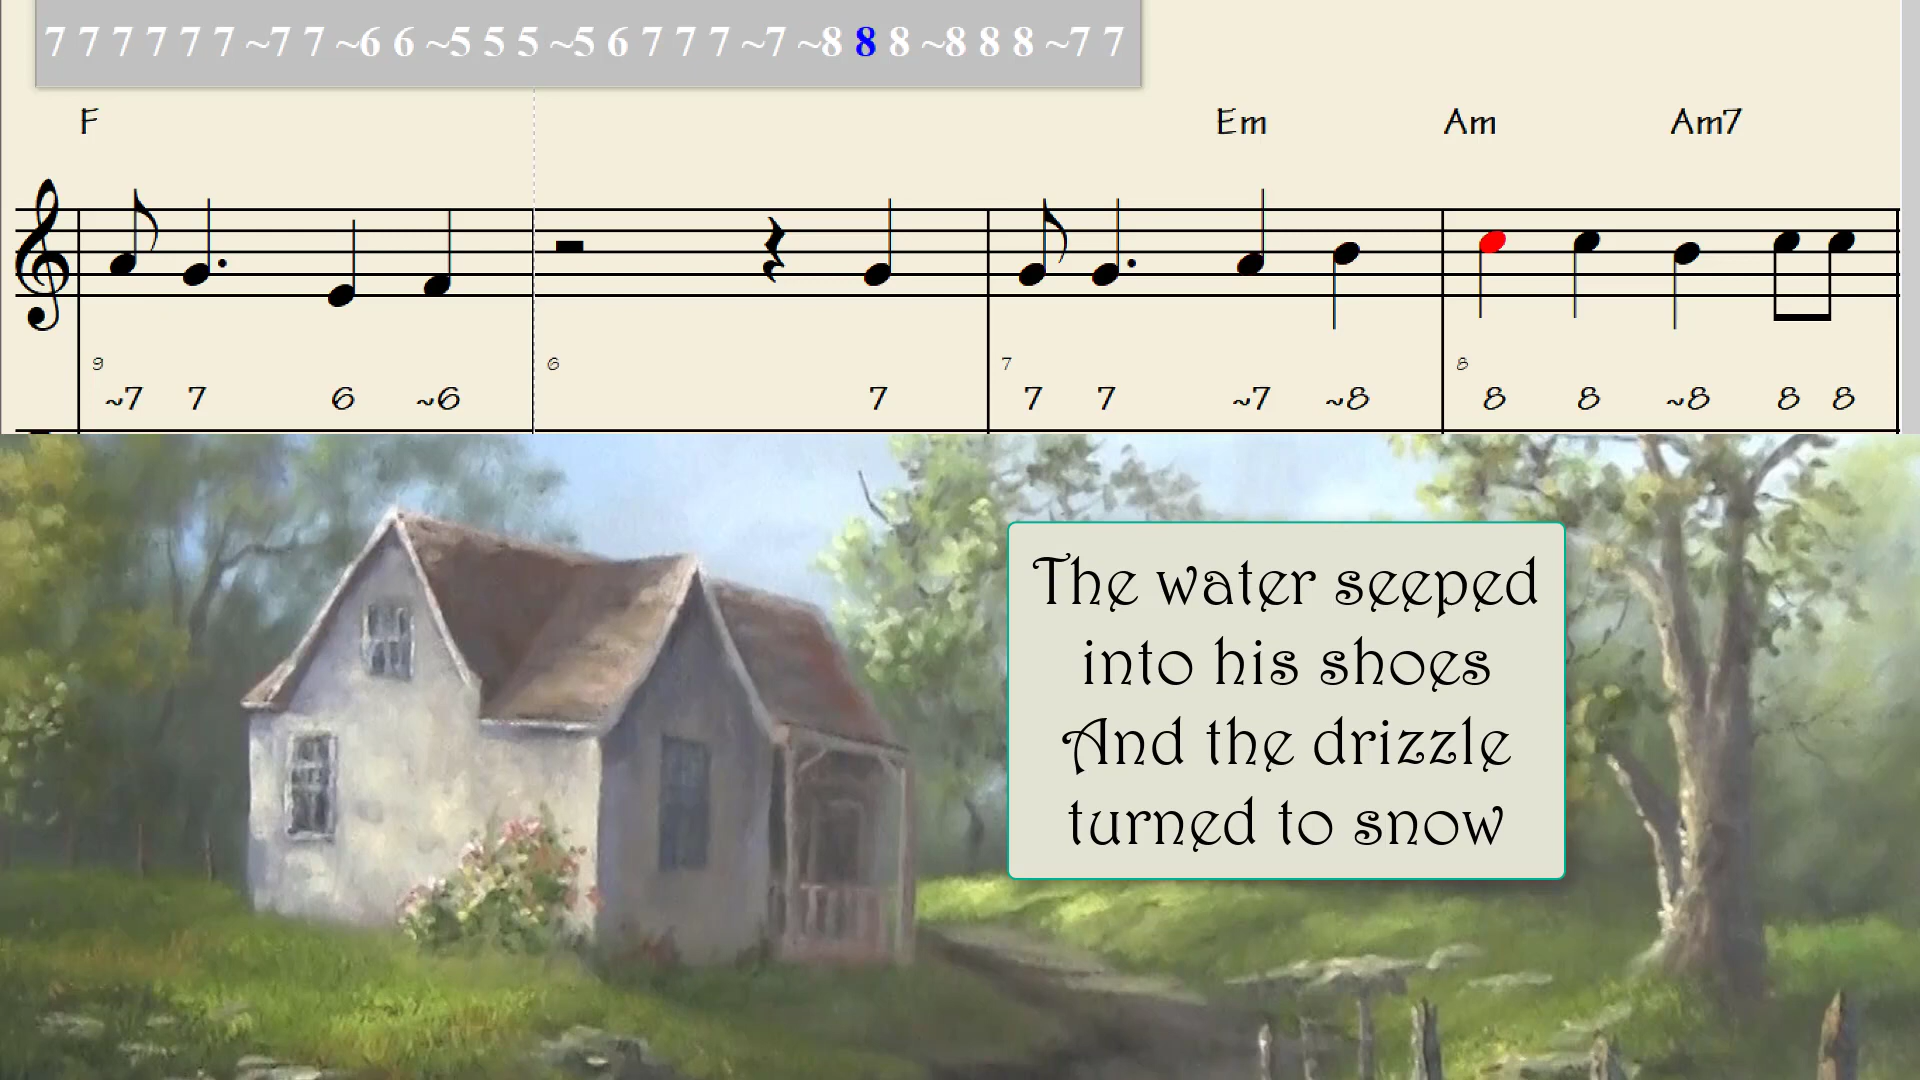 7 7 7 7 7 7 ~7 7 ~6 6 ~5 5 5 ~5 6 7 7 7 ~7 ~8 8 8 ~8 8 8 ~7 7
F Em Am Am7
9 6 7 8
~7 7 6 ~6 7 7 7 ~7 ~8 8 8 ~8 8 8
The water seeped
into his shoes
And the drizzle
turned to snow